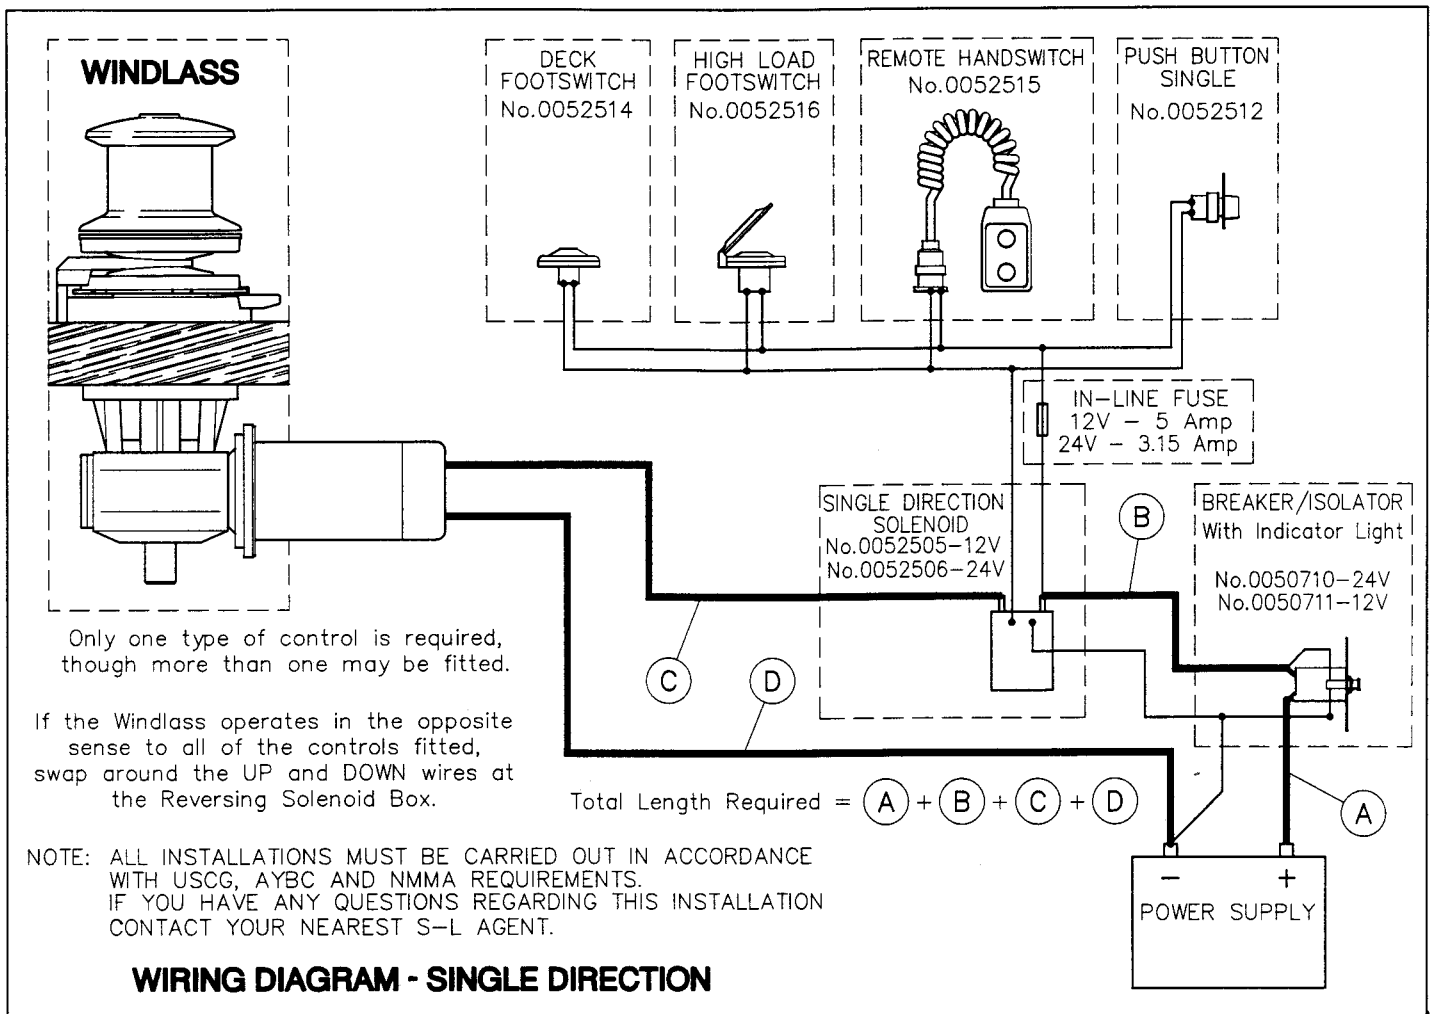 WINDLASS
DECK
FOOTSWITCH
No.0052514
HIGH LOAD
FOOTSWITCH
No.0052516
REMOTE HANDSWITCH
No.0052515
PUSH BUTTON
SINGLE
No.0052512
IN-LINE FUSE
12V - 5 Amp
24V - 3.15 Amp
SINGLE DIRECTION
SOLENOID
No.0052505-12V
No.0052506-24V
B
BREAKER/ISOLATOR
With Indicator Light
No.0050710-24V
No.0050711-12V
Only one type of control is required,
though more than one may be fitted.
C
D
If the Windlass operates in the opposite
sense to all of the controls fitted,
swap around the UP and DOWN wires at
the Reversing Solenoid Box.
Total Length Required = A + B + C + D
A
NOTE: ALL INSTALLATIONS MUST BE CARRIED OUT IN ACCORDANCE
WITH USCG, AYBC AND NMMA REQUIREMENTS.
IF YOU HAVE ANY QUESTIONS REGARDING THIS INSTALLATION
CONTACT YOUR NEAREST S-L AGENT.
- +
POWER SUPPLY
WIRING DIAGRAM - SINGLE DIRECTION